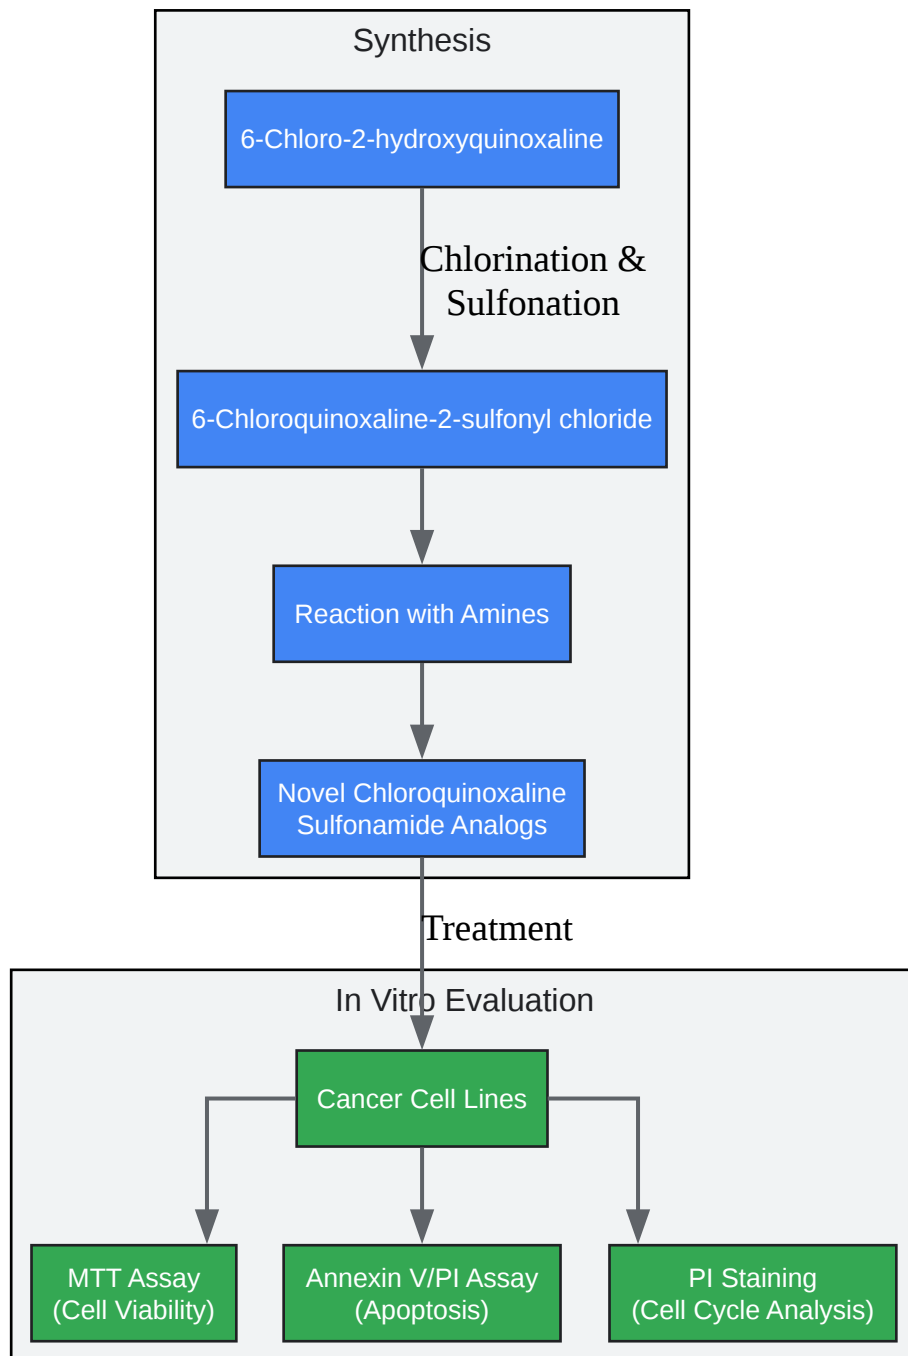 Synthesis
6-Chloro-2-hydroxyquinoxaline
Chlorination &
Sulfonation
6-Chloroquinoxaline-2-sulfonyl chloride
Reaction with Amines
Novel Chloroquinoxaline
Sulfonamide Analogs
Treatment
In Vitro Evaluation
Cancer Cell Lines
MTT Assay
(Cell Viability)
Annexin V/PI Assay
(Apoptosis)
PI Staining
(Cell Cycle Analysis)